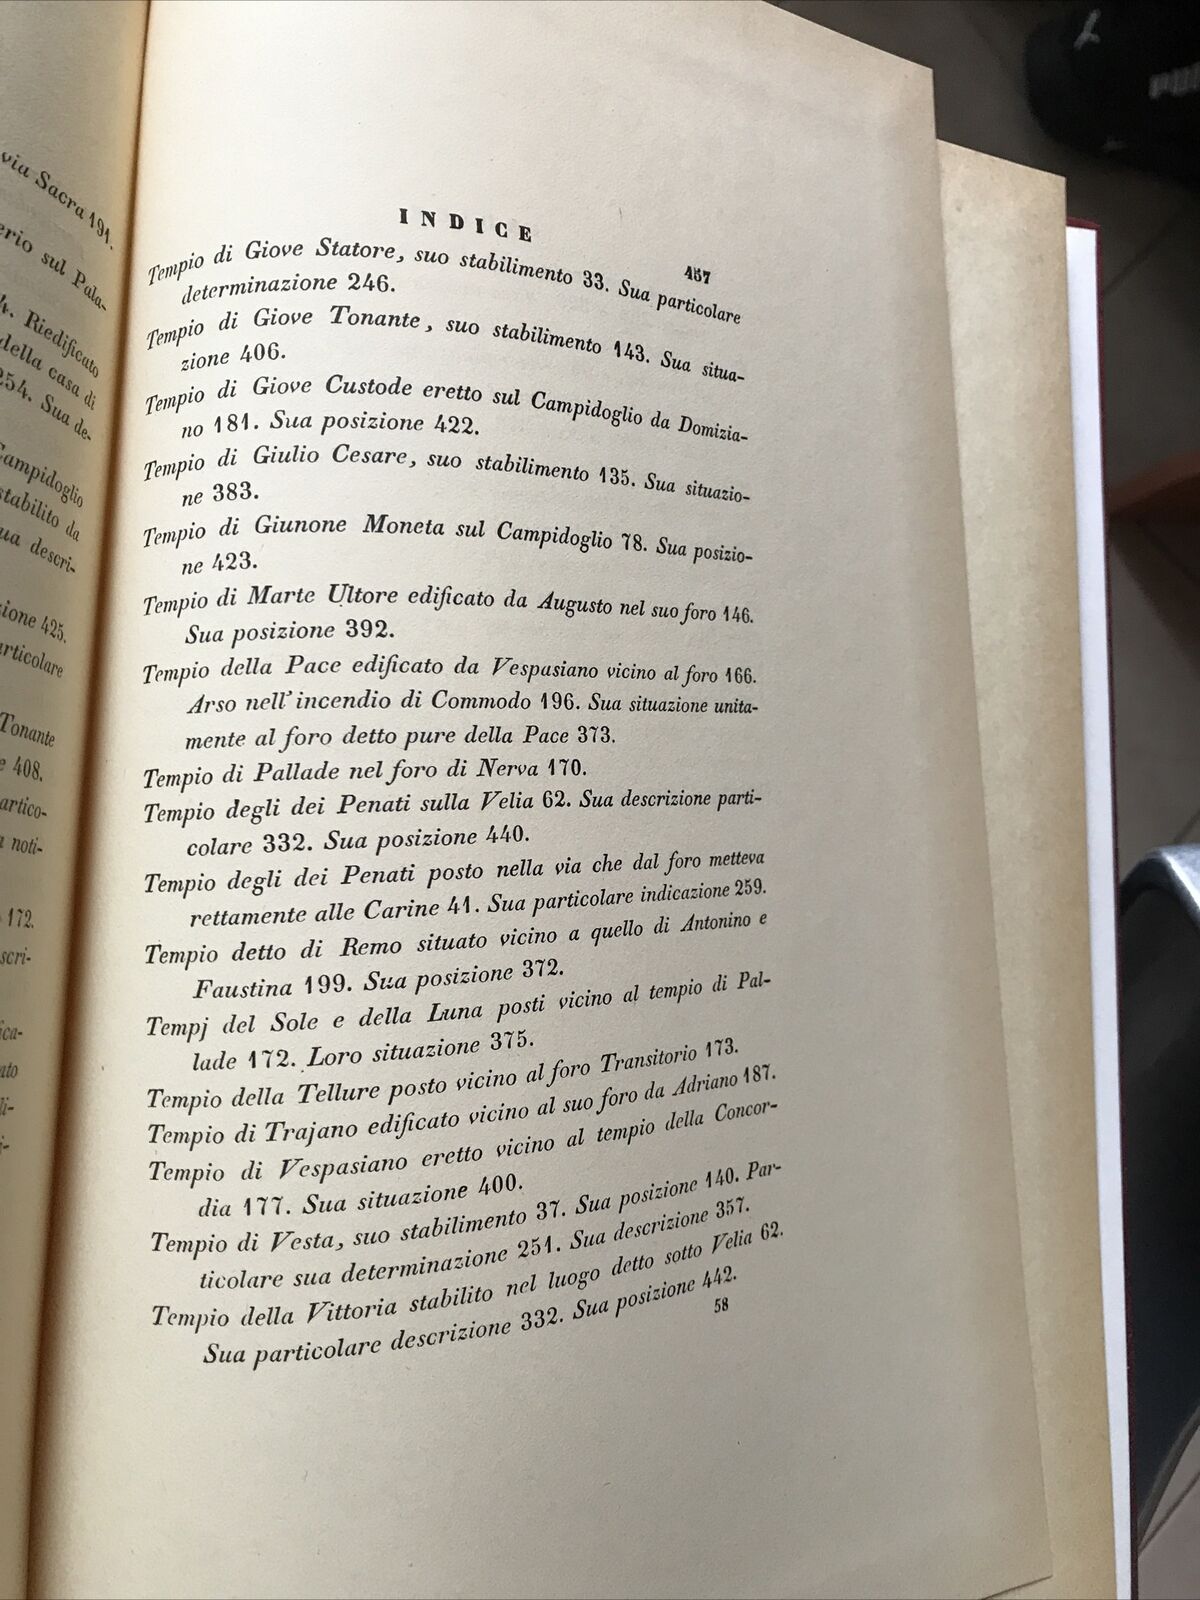 via Sacra 191.
erio sul Pala-
4. Riedificato
della casa di
254. Sua de-
Campidoglio
stabilito da
ua descri-
zione 425.
articolare
Tonante
e 408.
artico-
a noti-
172.
scri-
ica-
ato
li-
i-
INDICE
457
Tempio di Giove Statore, suo stabilimento 33. Sua particolare
determinazione 246.
Tempio di Giove Tonante, suo stabilimento 143. Sua situa-
zione 406.
Tempio di Giove Custode eretto sul Campidoglio da Domizia-
no 181. Sua posizione 422.
Tempio di Giulio Cesare, suo stabilimento 135. Sua situazio-
ne 383.
Tempio di Giunone Moneta sul Campidoglio 78. Sua posizio-
ne 423.
Tempio di Marte Ultore edificato da Augusto nel suo foro 146.
Sua posizione 392.
Tempio della Pace edificato da Vespasiano vicino al foro 166.
Arso nell'incendio di Commodo 196. Sua situazione unita-
mente al foro detto pure della Pace 373.
Tempio di Pallade nel foro di Nerva 170.
Tempio degli dei Penati sulla Velia 62. Sua descrizione parti-
colare 332. Sua posizione 440.
Tempio degli dei Penati posto nella via che dal foro metteva
rettamente alle Carine 41. Sua particolare indicazione 259.
Tempio detto di Remo situato vicino a quello di Antonino e
Faustina 199. Sua posizione 372.
Tempj del Sole e della Luna posti vicino al tempio di Pal-
lade 172. Loro situazione 375.
Tempio della Tellure posto vicino al foro Transitorio 173.
Tempio di Trajano edificato vicino al suo foro da Adriano 187.
Tempio di Vespasiano eretto vicino al tempio della Concor-
dia 177. Sua situazione 400.
Tempio di Vesta, suo stabilimento 37. Sua posizione 140. Par-
ticolare sua determinazione 251. Sua descrizione 357.
Tempio della Vittoria stabilito nel luogo detto sotto Velia 62.
Sua particolare descrizione 332. Sua posizione 442.
58